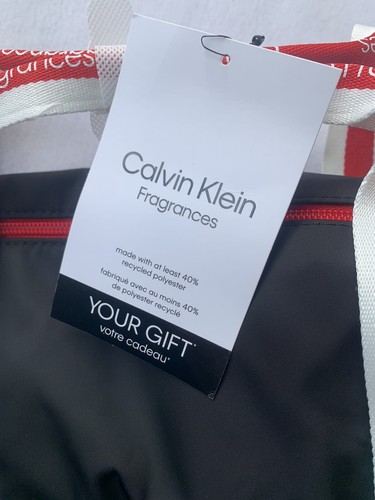 Calvin Klein
Fragrances
made with at least 40%
recycled polyester
fabriqué avec au moins 40%
de polyester recyclé
YOUR GIFT*
votre cadeau*